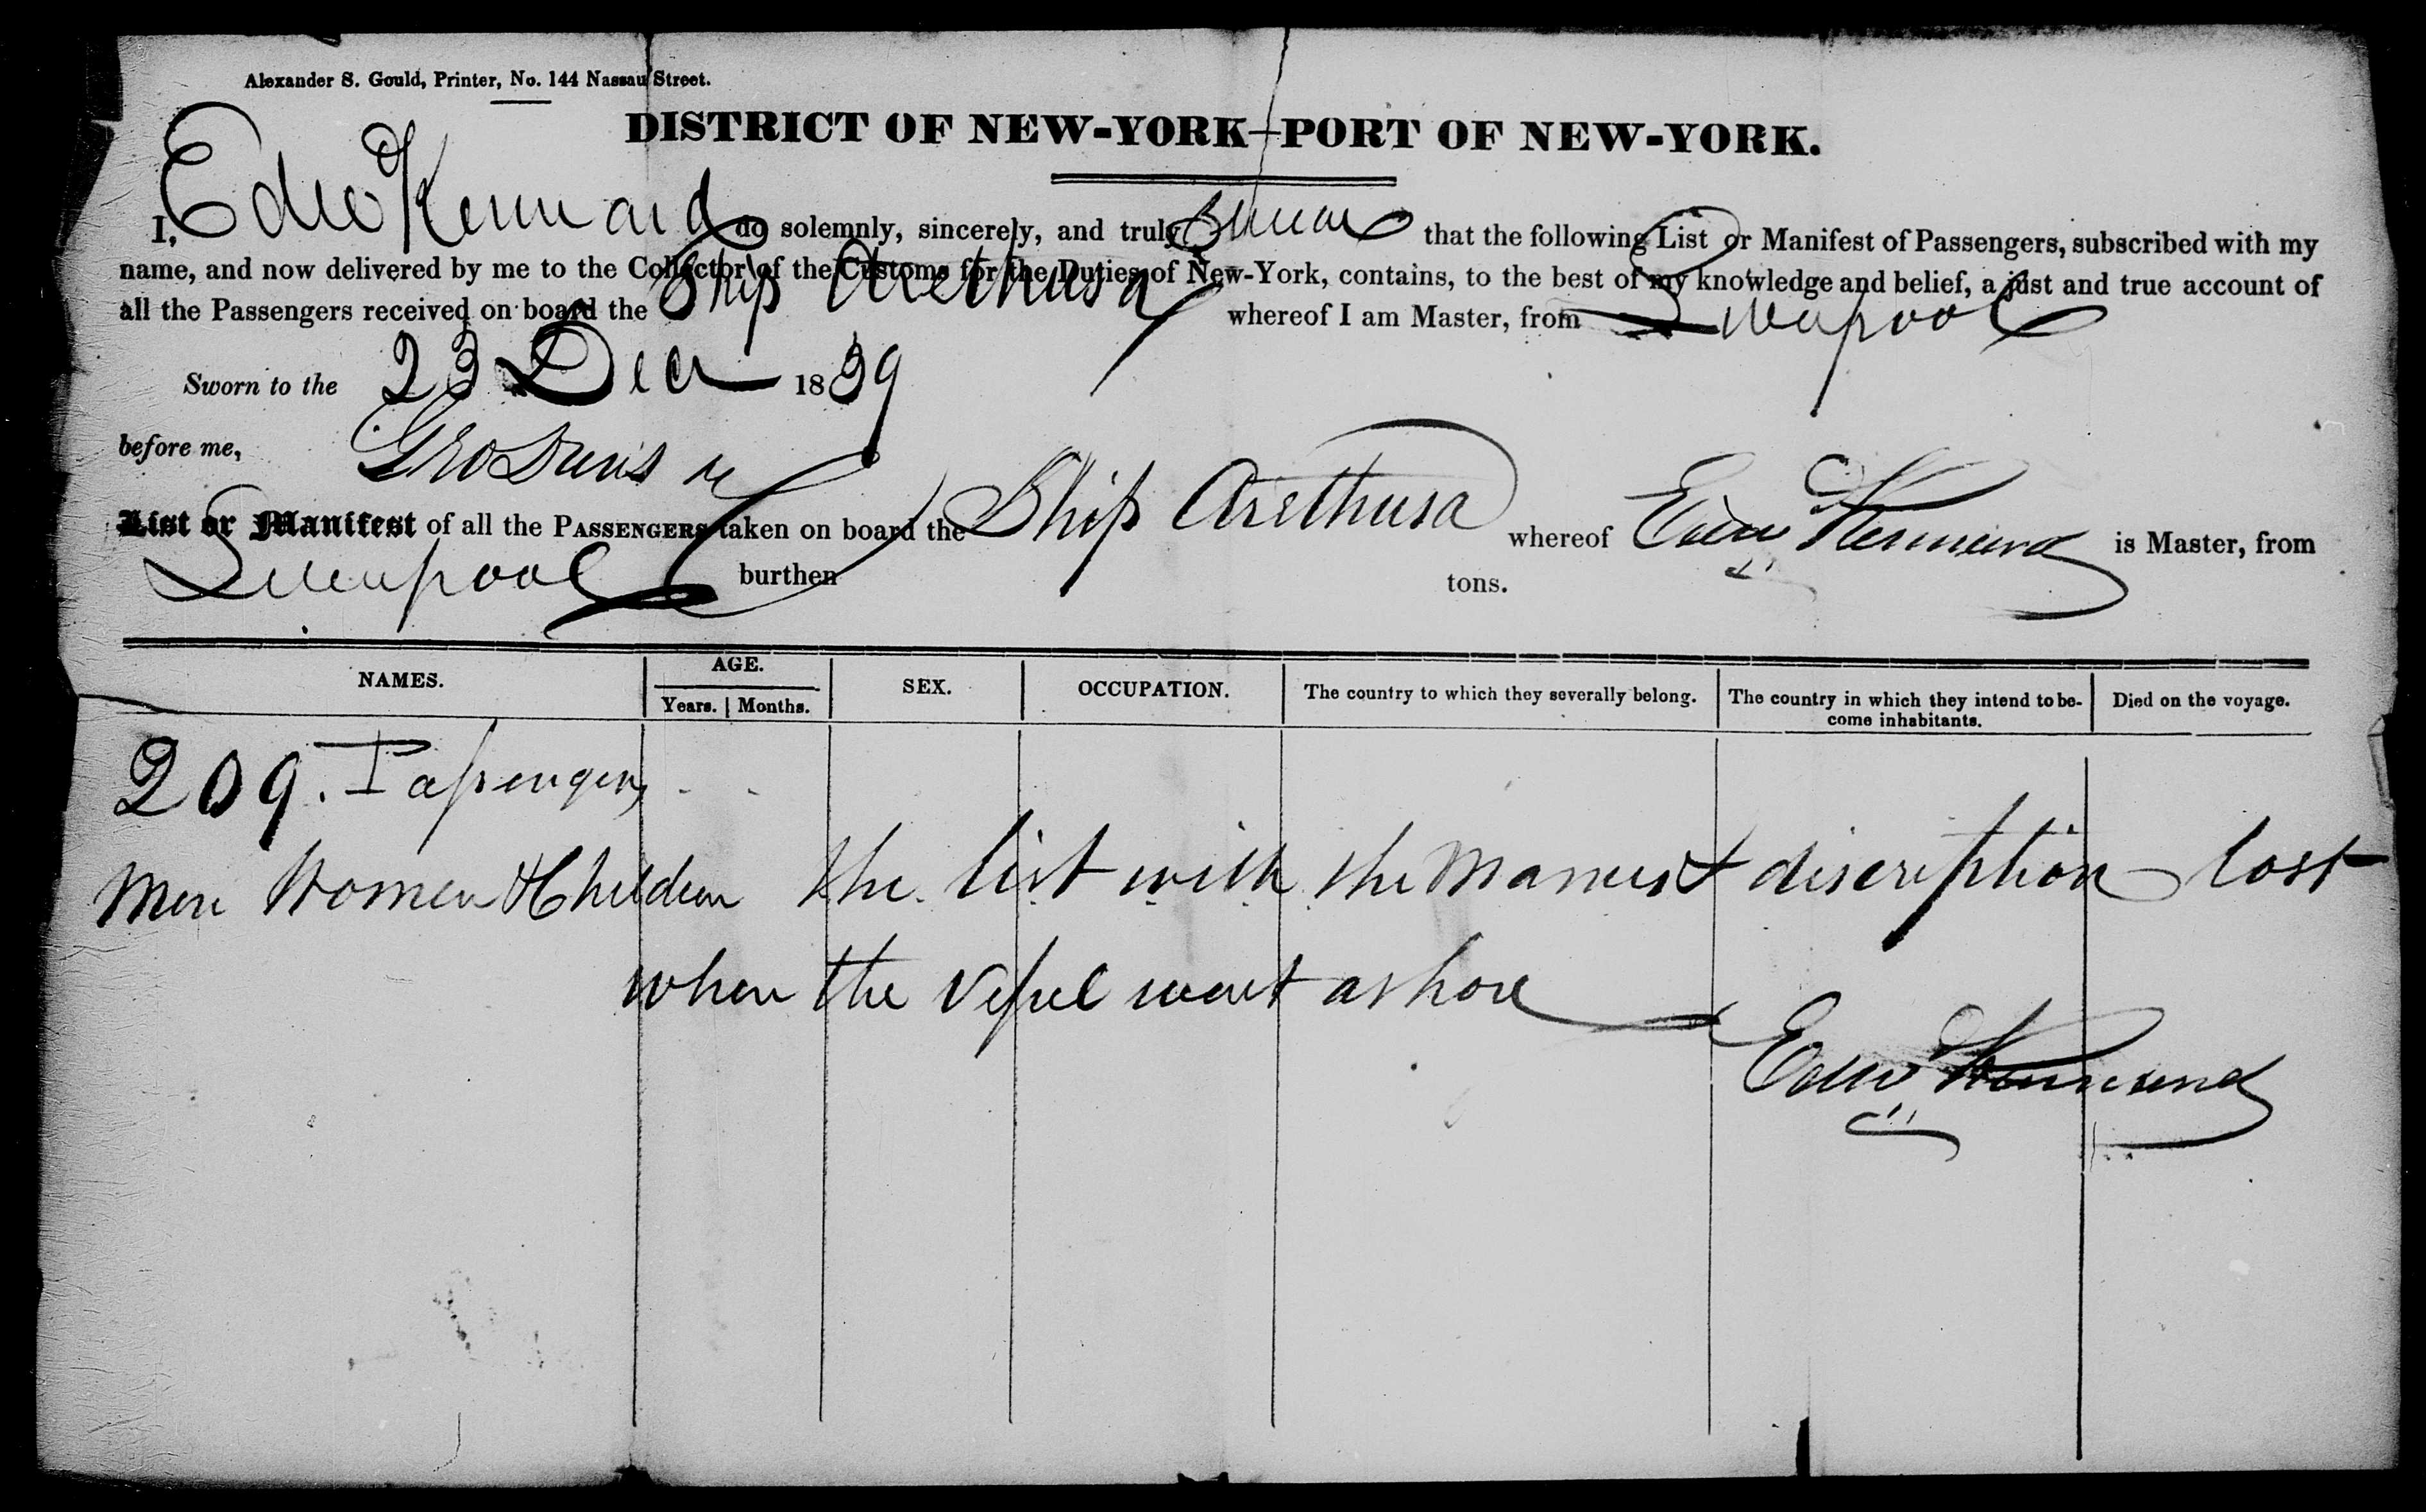 Alexander S. Gould, Printer, No. 144 Nassau Street.
DISTRICT OF NEW-YORK—PORT OF NEW-YORK.
I, Edw Kennard do solemnly, sincerely, and truly swear that the following List or Manifest of Passengers, subscribed with my
name, and now delivered by me to the Collector of the Customs for the Duties of New-York, contains, to the best of my knowledge and belief, a just and true account of
all the Passengers received on board the Ship Arethusa whereof I am Master, from Liverpool
Sworn to the 23 Decr 1839
before me, Geo Davis
List or Manifest of all the PASSENGERS taken on board the Ship Arethusa whereof Edw Kennard is Master, from
Liverpool burthen tons.
NAMES. AGE. SEX. OCCUPATION. The country to which they severally belong. The country in which they intend to be-come inhabitants. Died on the voyage.
Years. Months.
209. Passengers
Men Women & Children the list with the Names & discription lost
when the Vessel went ashore
Edw Kennard